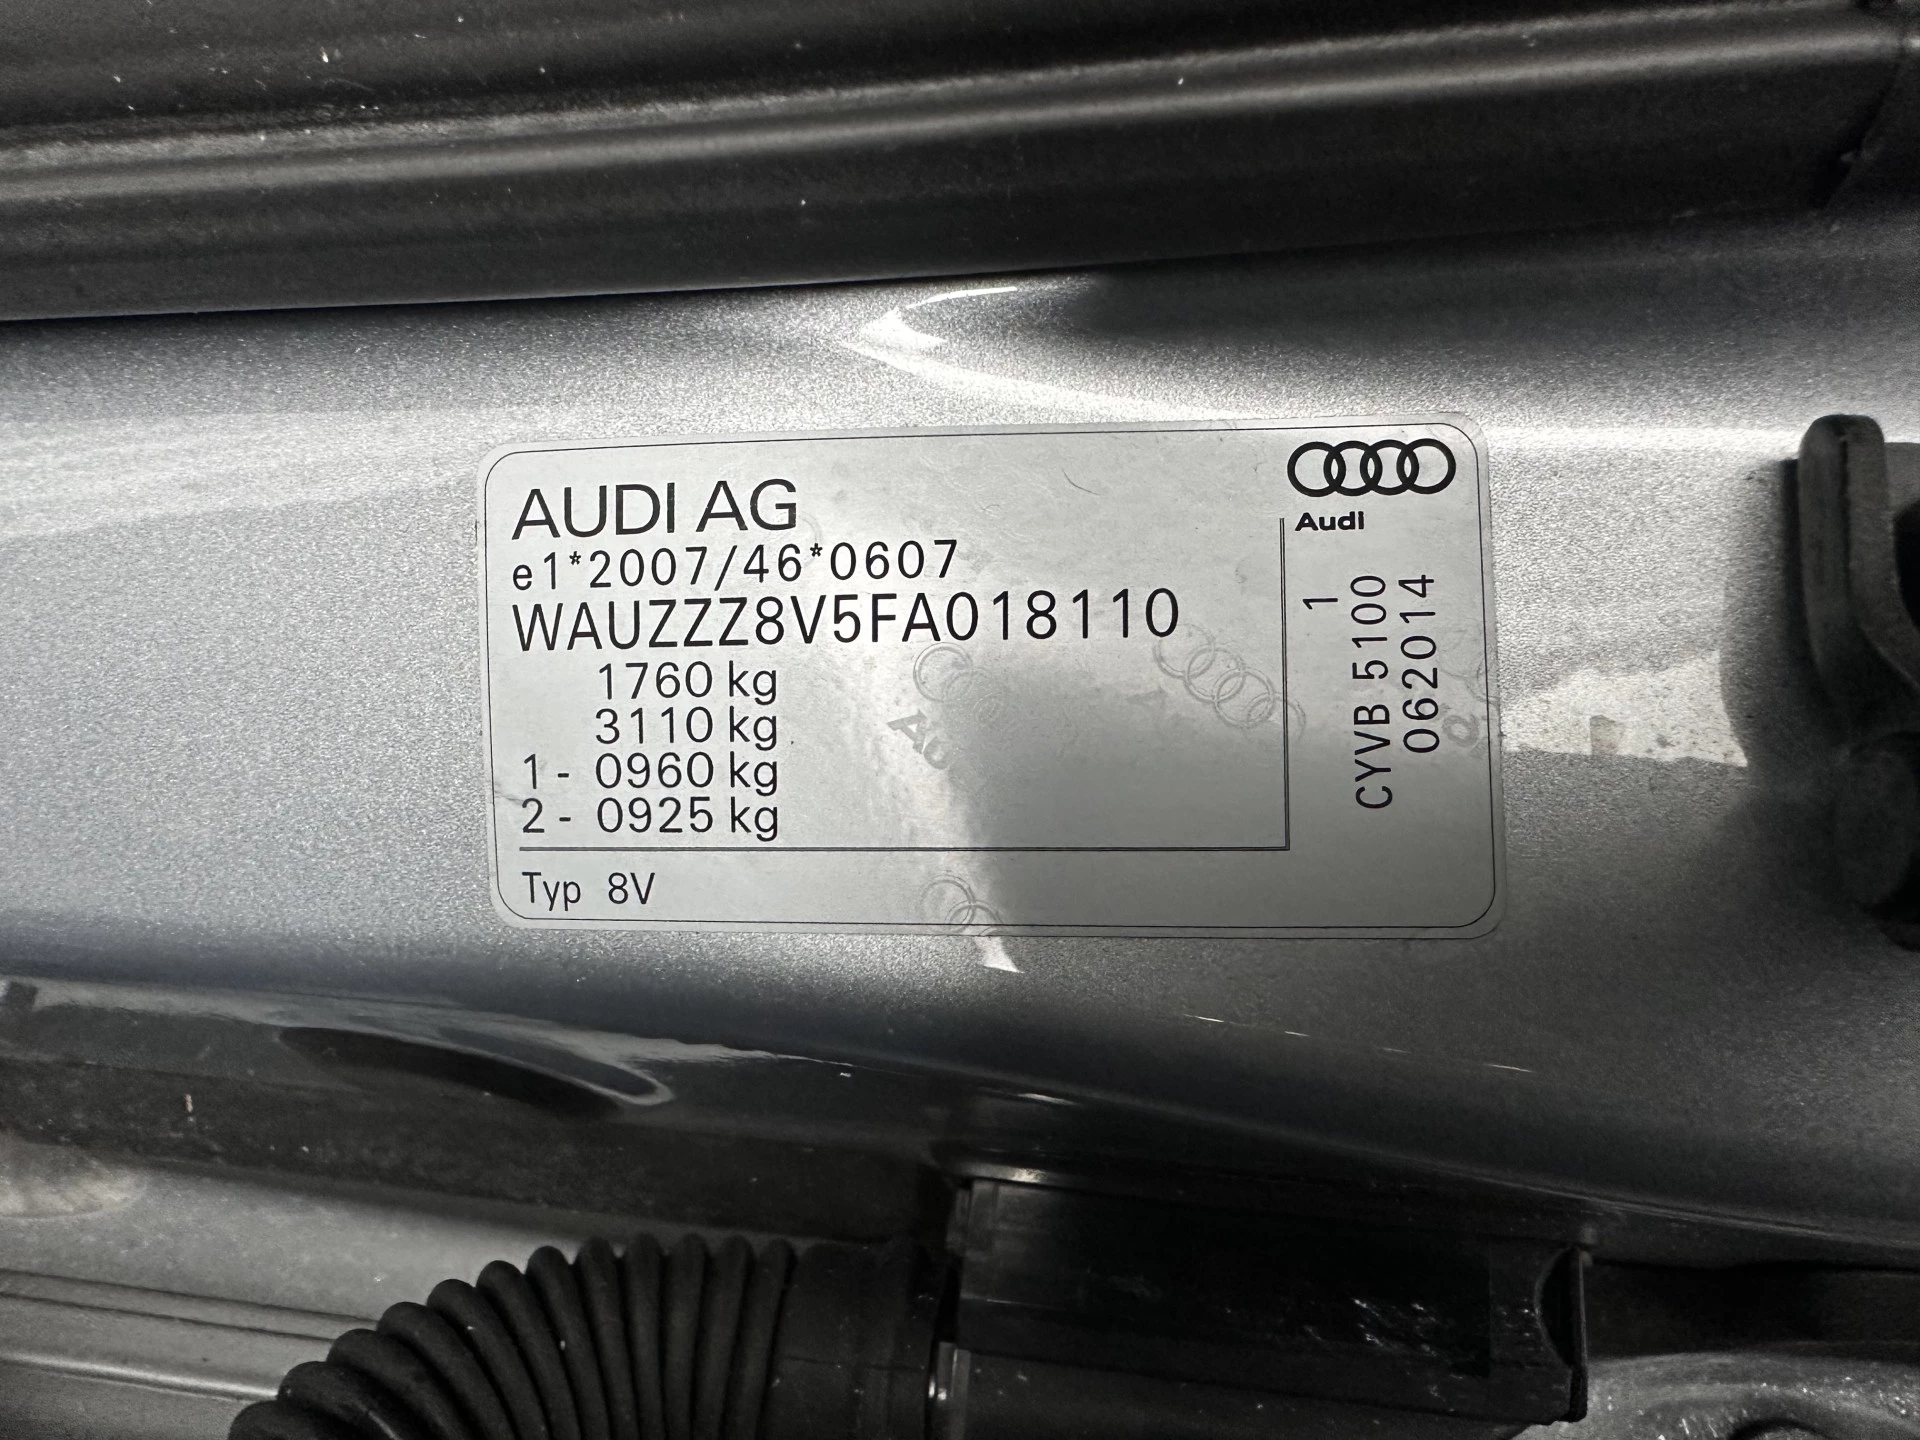 AUDI AG
e1*2007/46*0607
WAUZZZ8V5FA018110
1760 kg
3110 kg
1 - 0960 kg
2 - 0925 kg
Typ 8V
Audi
1
CYVB 5100
062014